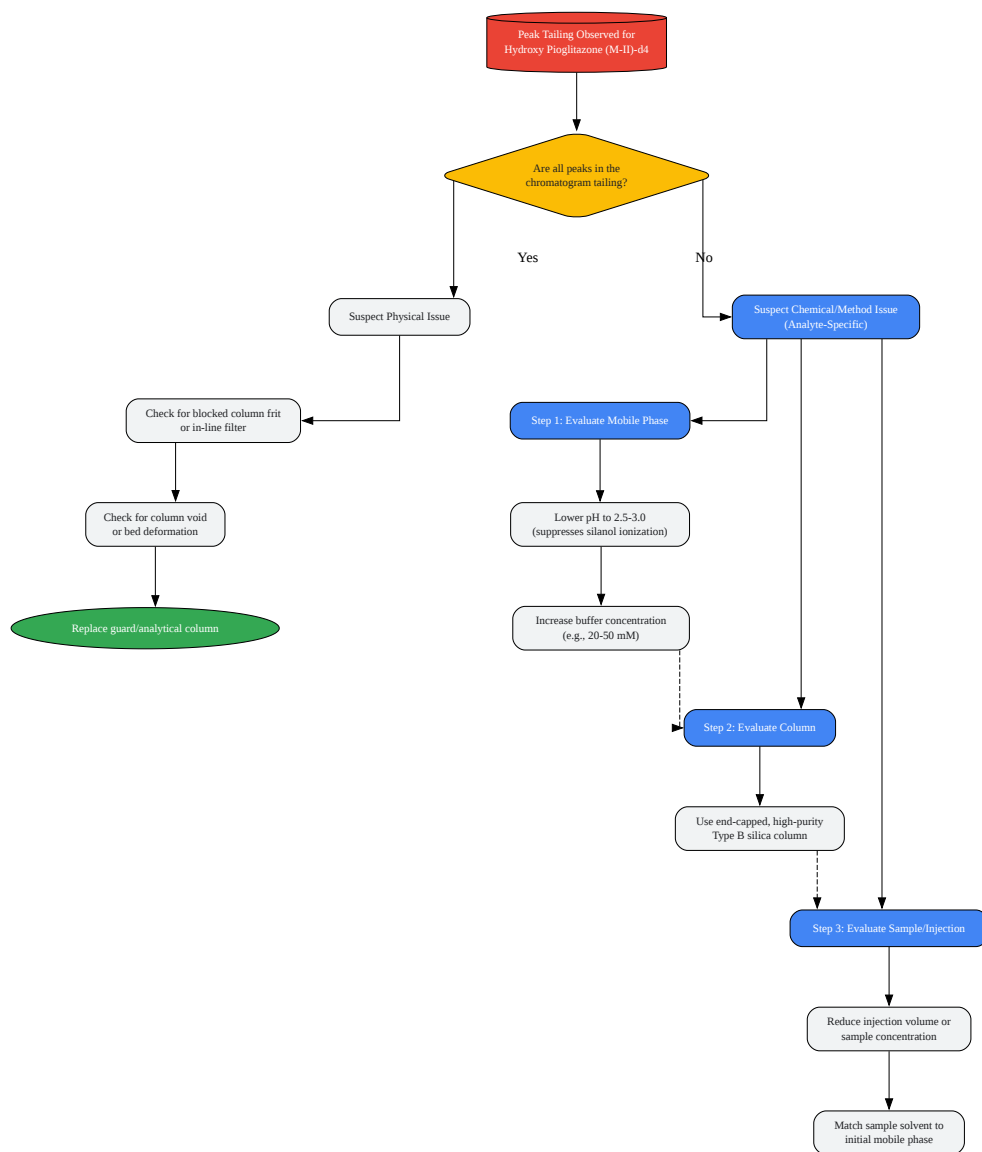 Peak Tailing Observed for
Hydroxy Pioglitazone (M-II)-d4
Are all peaks in the
chromatogram tailing?
Yes
No
Suspect Physical Issue
Suspect Chemical/Method Issue
(Analyte-Specific)
Check for blocked column frit
or in-line filter
Step 1: Evaluate Mobile Phase
Check for column void
or bed deformation
Lower pH to 2.5-3.0
(suppresses silanol ionization)
Replace guard/analytical column
Increase buffer concentration
(e.g., 20-50 mM)
Step 2: Evaluate Column
Use end-capped, high-purity
Type B silica column
Step 3: Evaluate Sample/Injection
Reduce injection volume or
sample concentration
Match sample solvent to
initial mobile phase